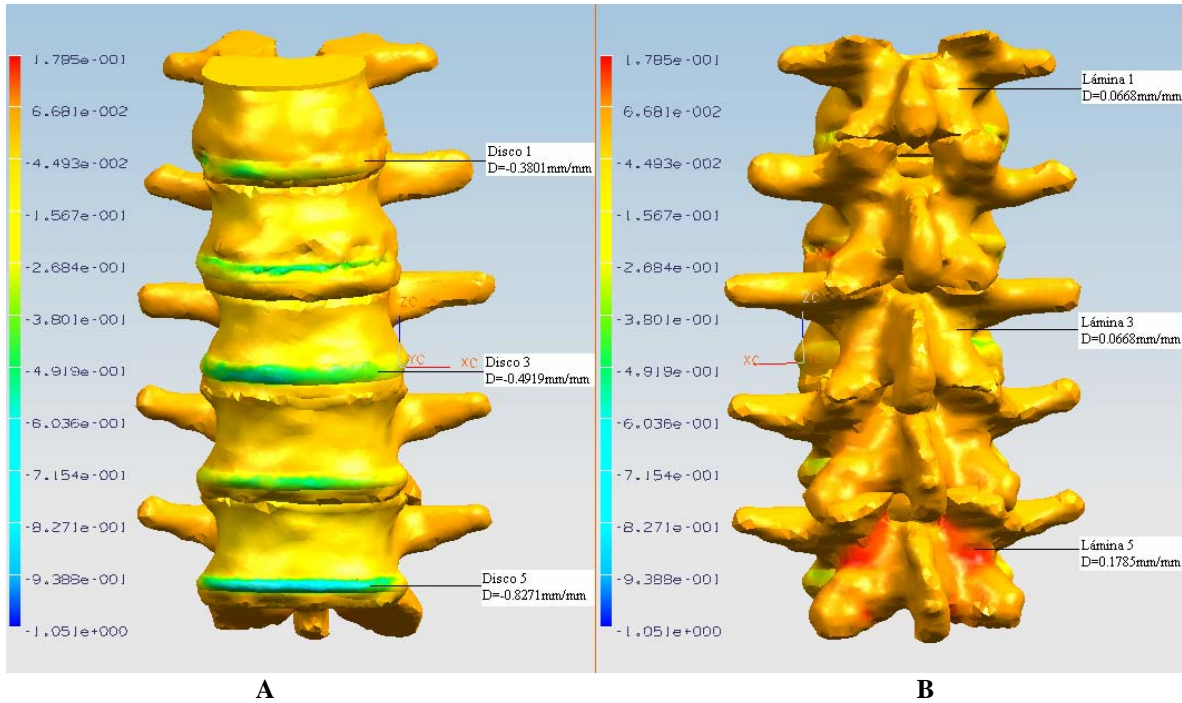 1.785e-001
6.681e-002
-4.493e-002
-1.567e-001
-2.684e-001
-3.801e-001
-4.919e-001
-6.036e-001
-7.154e-001
-8.271e-001
-9.388e-001
-1.051e+000
Disco 1
D=-0.3801mm/mm
ZC
YC
XC
Disco 3
D=-0.4919mm/mm
Disco 5
D=-0.8271mm/mm
A
1.785e-001
6.681e-002
-4.493e-002
-1.567e-001
-2.684e-001
-3.801e-001
-4.919e-001
-6.036e-001
-7.154e-001
-8.271e-001
-9.388e-001
-1.051e+000
Lámina 1
D=0.0668mm/mm
ZC
XC
Lámina 3
D=0.0668mm/mm
Lámina 5
D=0.1785mm/mm
B